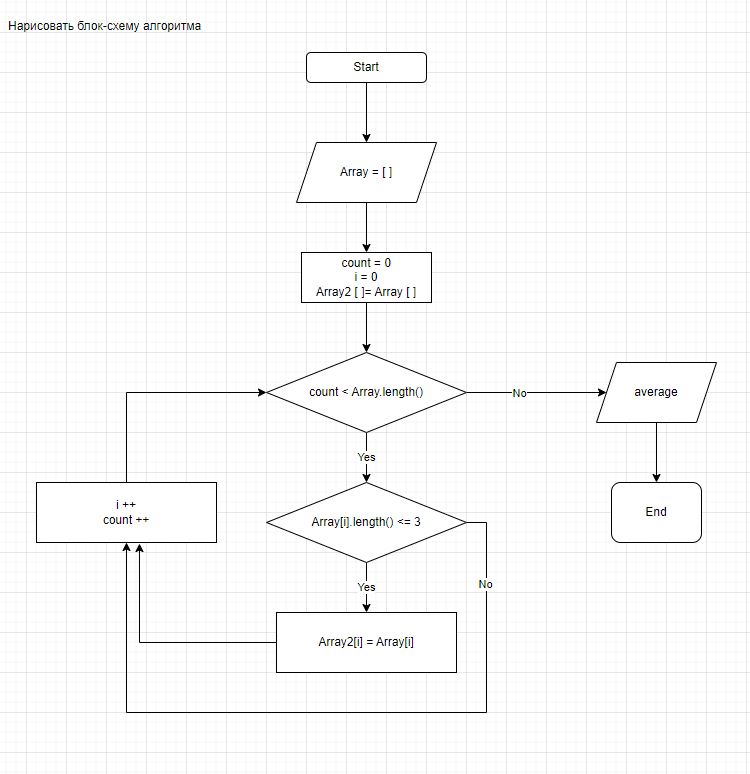 Нарисовать блок-схему алгоритма
Start
Array = [ ]
count = 0
i = 0
Array2 [ ]= Array [ ]
count < Array.length()
No
average
Yes
i ++
count ++
Array[i].length() <= 3
End
Yes
No
Array2[i] = Array[i]